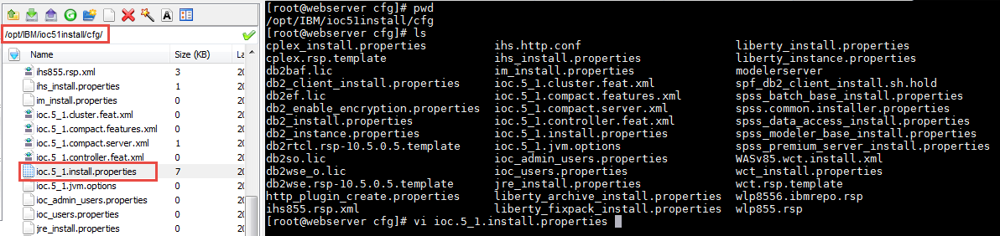 /opt/IBM/ioc51install/cfg/
Name Size (KB) La
ihs855.rsp.xml 3 20
ihs_install.properties 1 20
im_install.properties 0 20
ioc.5_1.cluster.feat.xml 0 20
ioc.5_1.compact.features.xml 0 20
ioc.5_1.compact.server.xml 1 20
ioc.5_1.controller.feat.xml 0 20
ioc.5_1.install.properties 7 20
ioc.5_1.jvm.options 0 20
ioc_admin_users.properties 0 20
ioc_users.properties 0 20
jre_install.properties 0 20
[root@webserver cfg]# pwd
/opt/IBM/ioc51install/cfg
[root@webserver cfg]# ls
cplex_install.properties ihs.http.conf liberty_install.properties
cplex.rsp.template ihs_install.properties liberty_instance.properties
db2baf.lic im_install.properties modelerserver
db2_client_install.properties ioc.5_1.cluster.feat.xml spf_db2_client_install.sh.hold
db2ef.lic ioc.5_1.compact.features.xml spss_batch_base_install.properties
db2_enable_encryption.properties ioc.5_1.compact.server.xml spss.common.installer.properties
db2_install.properties ioc.5_1.controller.feat.xml spss_data_access_install.properties
db2_instance.properties ioc.5_1.install.properties spss_modeler_base_install.properties
db2rtcl.rsp-10.5.0.5.template ioc.5_1.jvm.options spss_premium_server_install.properties
db2so.lic ioc_admin_users.properties WASv85.wct.install.xml
db2wse_o.lic ioc_users.properties wct_install.properties
db2wse.rsp-10.5.0.5.template jre_install.properties wct.rsp.template
http_plugin_create.properties liberty_archive_install.properties wlp8556.ibmrepo.rsp
ihs855.rsp.xml liberty_fixpack_install.properties wlp855.rsp
[root@webserver cfg]# vi ioc.5_1.install.properties